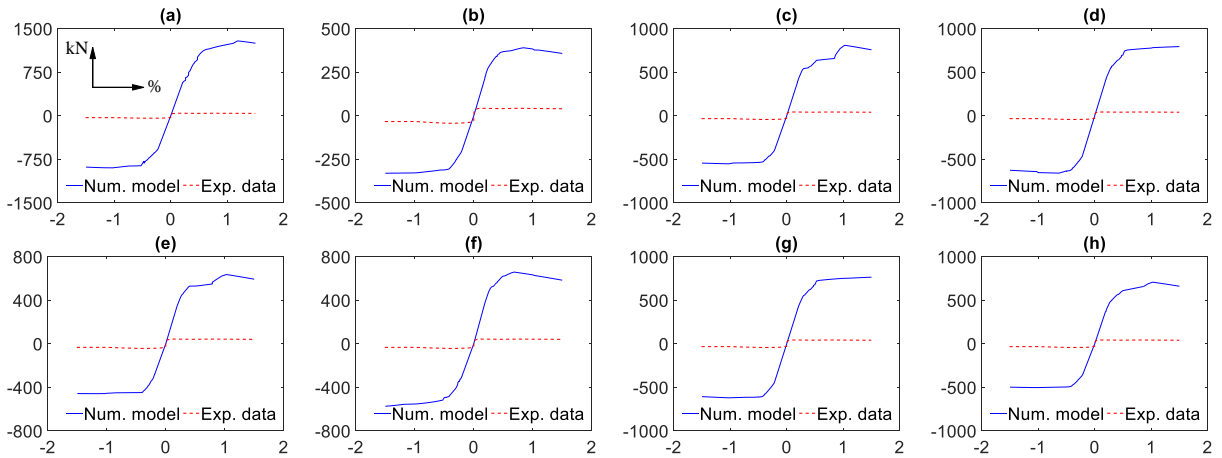 (a) (b) (c) (d)
1500 500 1000 1000
kN
750 250 500 500
%
0 0 0 0
-750 -250 -500 -500
Num. model Exp. data Num. model Exp. data Num. model Exp. data Num. model Exp. data
-1500 -500 -1000 -1000
-2 -1 0 1 2 -2 -1 0 1 2 -2 -1 0 1 2 -2 -1 0 1 2
(e) (f) (g) (h)
800 800 1000 1000
400 400 500 500
0 0 0 0
-400 -400 -500 -500
Num. model Exp. data Num. model Exp. data Num. model Exp. data Num. model Exp. data
-800 -800 -1000 -1000
-2 -1 0 1 2 -2 -1 0 1 2 -2 -1 0 1 2 -2 -1 0 1 2